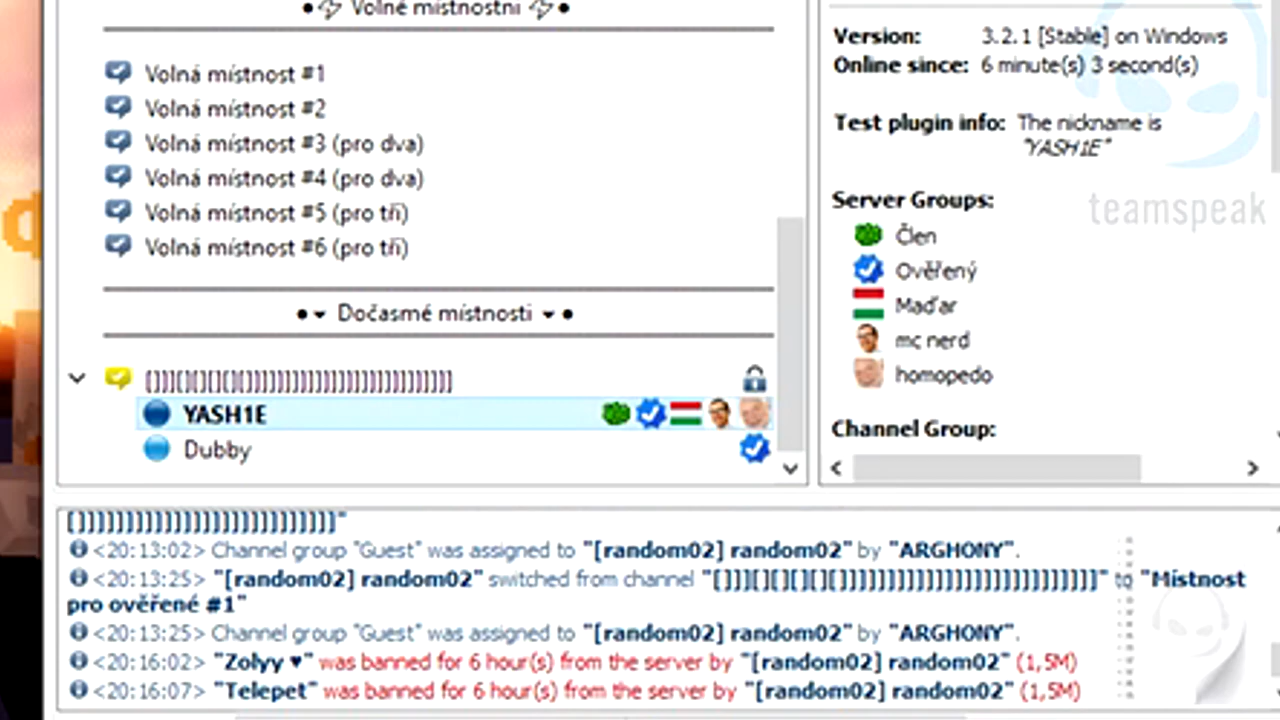 Volné místnostni
Volná místnost #1
Volná místnost #2
Volná místnost #3 (pro dva)
Volná místnost #4 (pro dva)
Volná místnost #5 (pro tři)
Volná místnost #6 (pro tři)
Dočasmé místnosti
YASH1E
Dubby
Version: 3.2.1 [Stable] on Windows
Online since: 6 minute(s) 3 second(s)
Test plugin info: The nickname is
"YASH1E"
teamspeak
Server Groups:
Člen
Ověřený
Maďar
mc nerd
homopedo
Channel Group:
<20:13:02> Channel group "Guest" was assigned to "[random02] random02" by "ARGHONY".
<20:13:25> "[random02] random02" switched from channel to "Místnost
pro ověřené #1"
<20:13:25> Channel group "Guest" was assigned to "[random02] random02" by "ARGHONY".
<20:16:02> "Zolyy ♥" was banned for 6 hour(s) from the server by "[random02] random02" (1,5M)
<20:16:07> "Telepet" was banned for 6 hour(s) from the server by "[random02] random02" (1,5M)